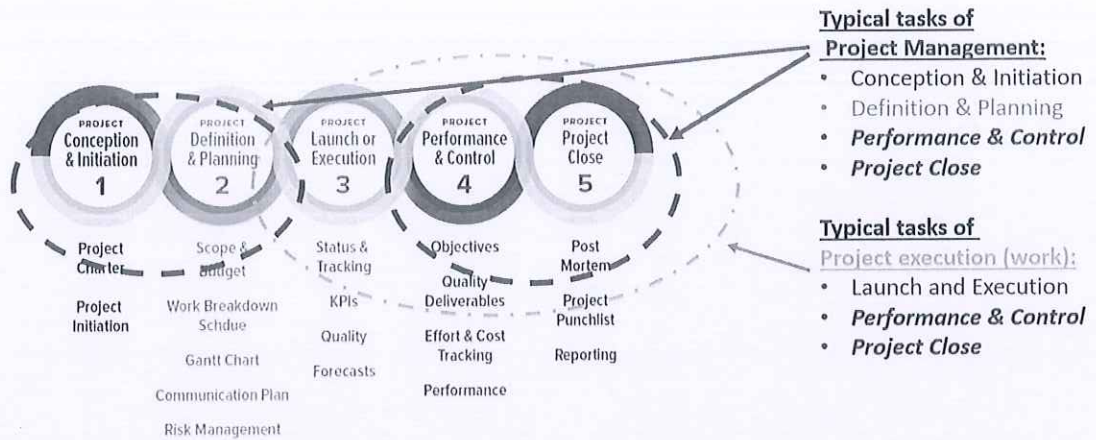 PROJECT
Conception
& Initiation
1
Project
Charter
Project
Initiation
PROJECT
Definition
& Planning
2
Scope &
Budget
Work Breakdown
Schdue
Gantt Chart
Communication Plan
Risk Management
PROJECT
Launch or
Execution
3
Status &
Tracking
KPIs
Quality
Forecasts
PROJECT
Performance
& Control
4
Objectives
Quality
Deliverables
Effort & Cost
Tracking
Performance
PROJECT
Project
Close
5
Post
Mortem
Project
Punchlist
Reporting
Typical tasks of
Project Management:
• Conception & Initiation
• Definition & Planning
• Performance & Control
• Project Close
Typical tasks of
Project execution (work):
• Launch and Execution
• Performance & Control
• Project Close